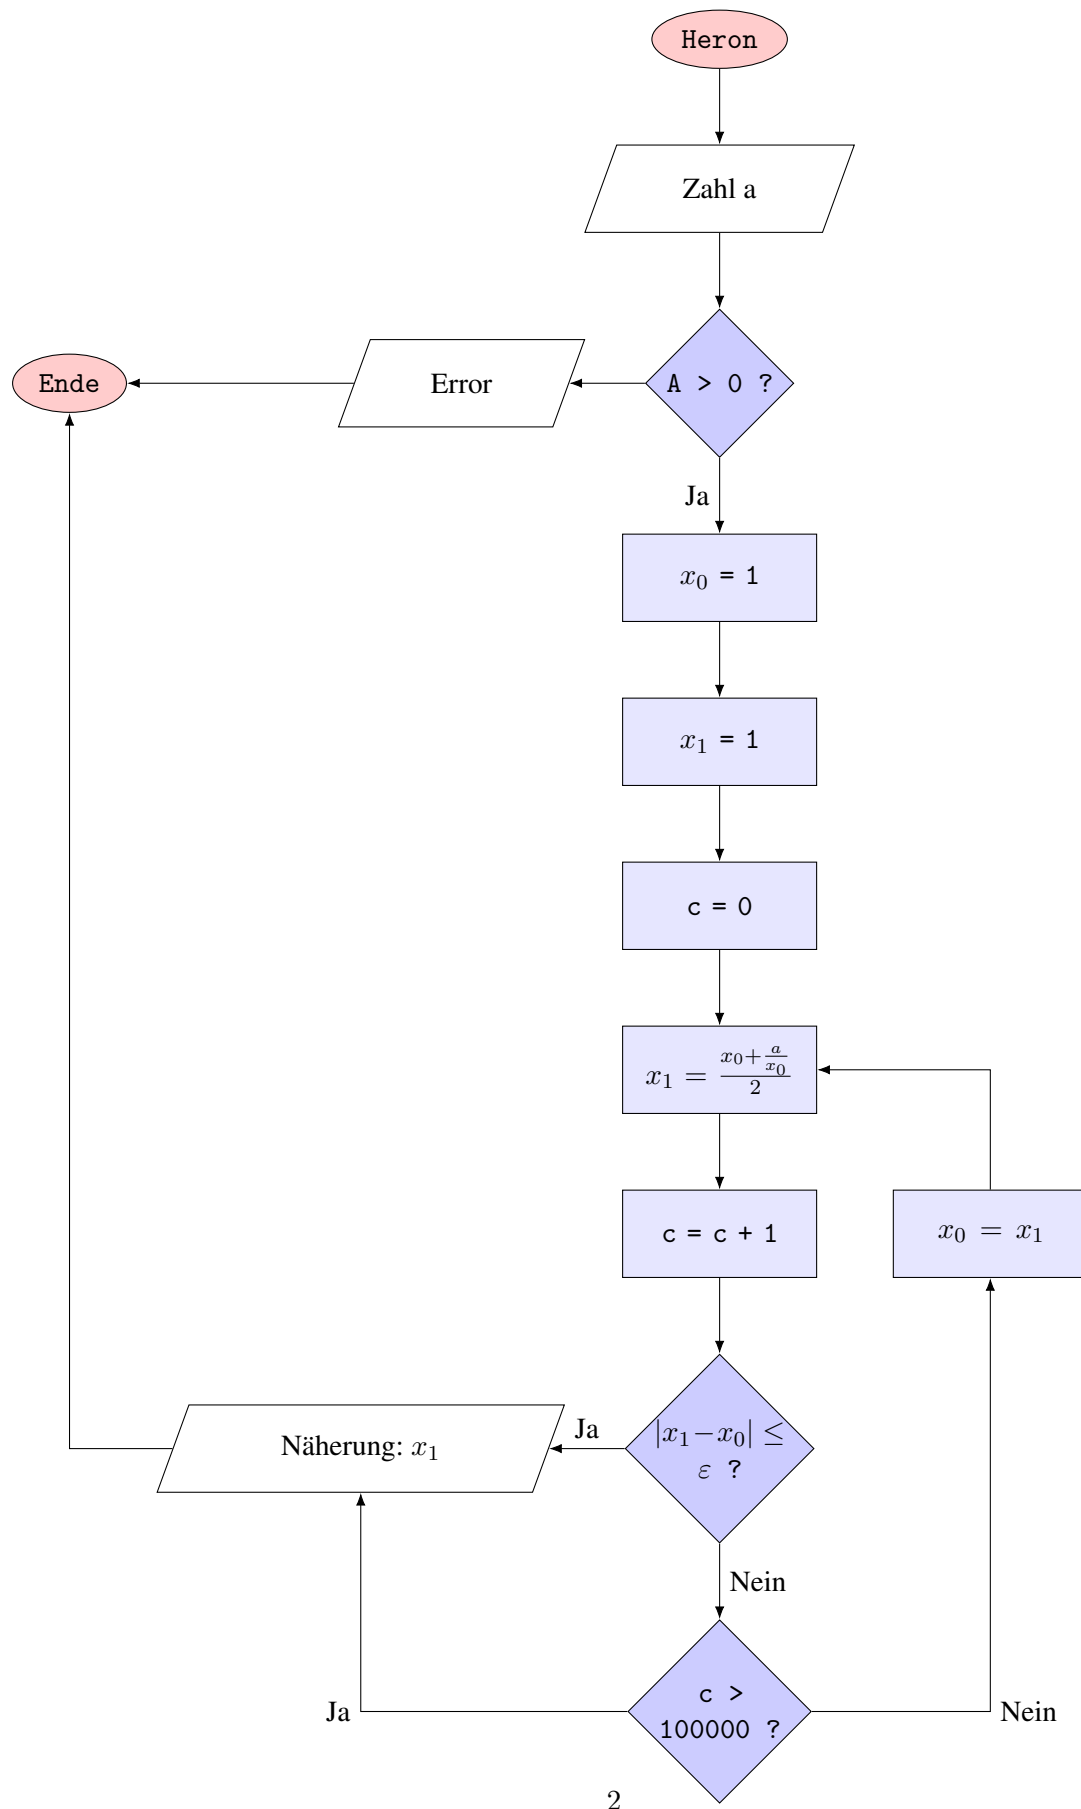 Heron
Zahl a
Ende
Error
A > 0 ?
Ja
x₀ = 1
x₁ = 1
c = 0
x₁ = (x₀ + a/x₀)/2
c = c + 1
x₀ = x₁
Näherung: x₁
Ja
|x₁−x₀| ≤
ε ?
Nein
Ja
c >
100000 ?
Nein
2